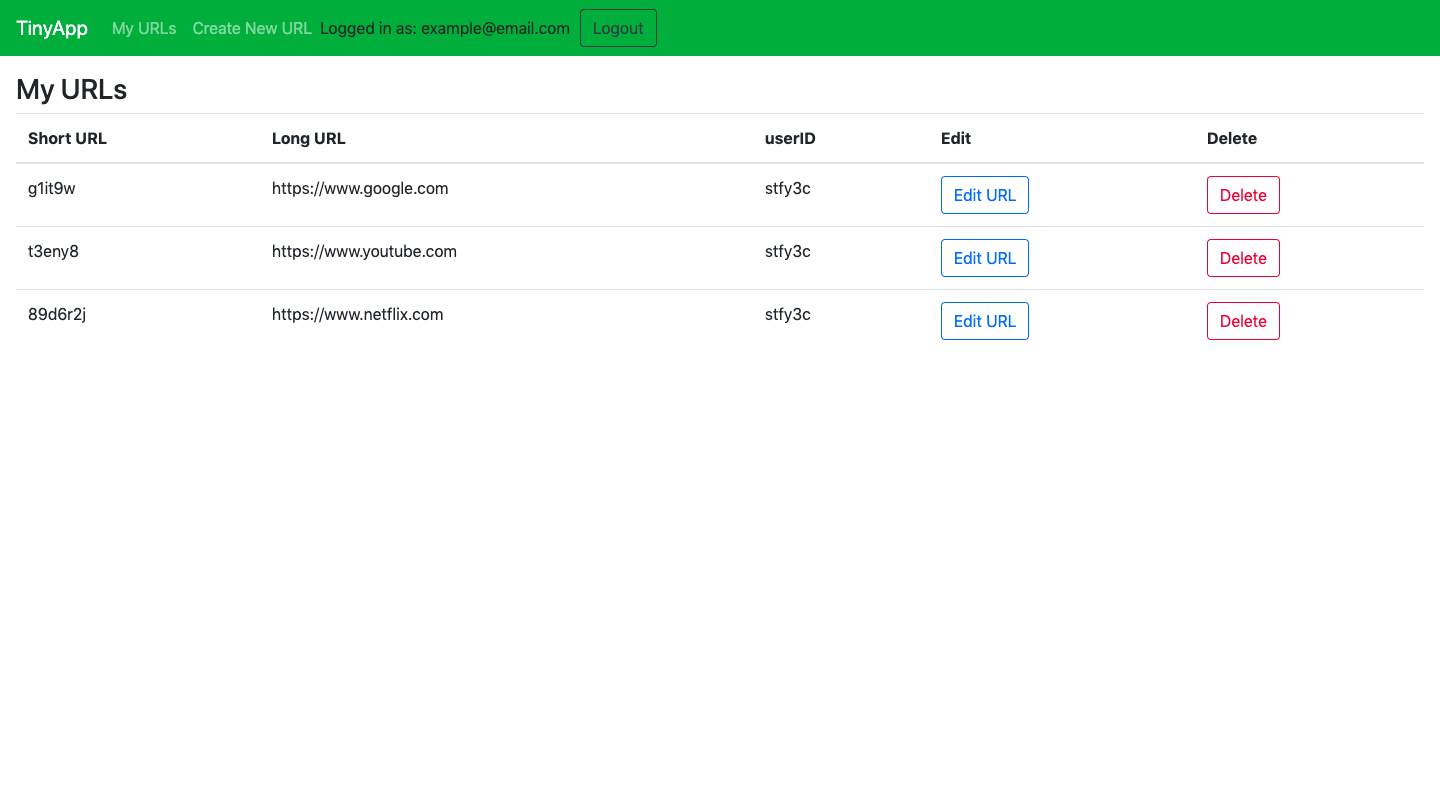 TinyApp My URLs Create New URL Logged in as: example@email.com Logout
My URLs
Short URL Long URL userID Edit Delete
g1it9w https://www.google.com stfy3c Edit URL Delete
t3eny8 https://www.youtube.com stfy3c Edit URL Delete
89d6r2j https://www.netflix.com stfy3c Edit URL Delete